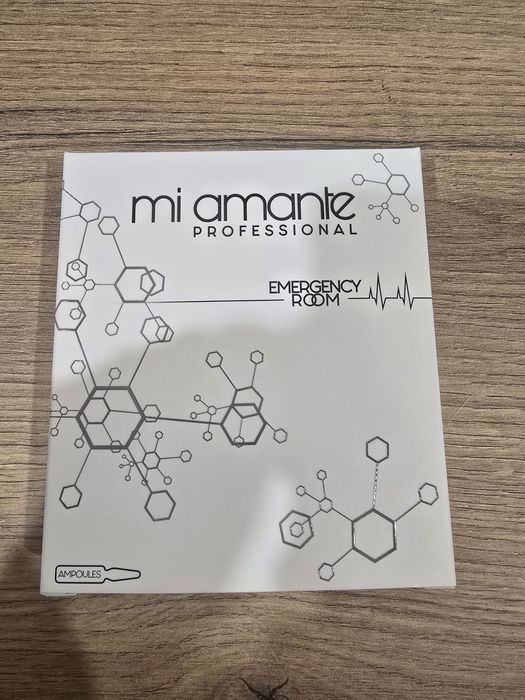 mi amante
PROFESSIONAL
EMERGENCY
ROOM
AMPOULES